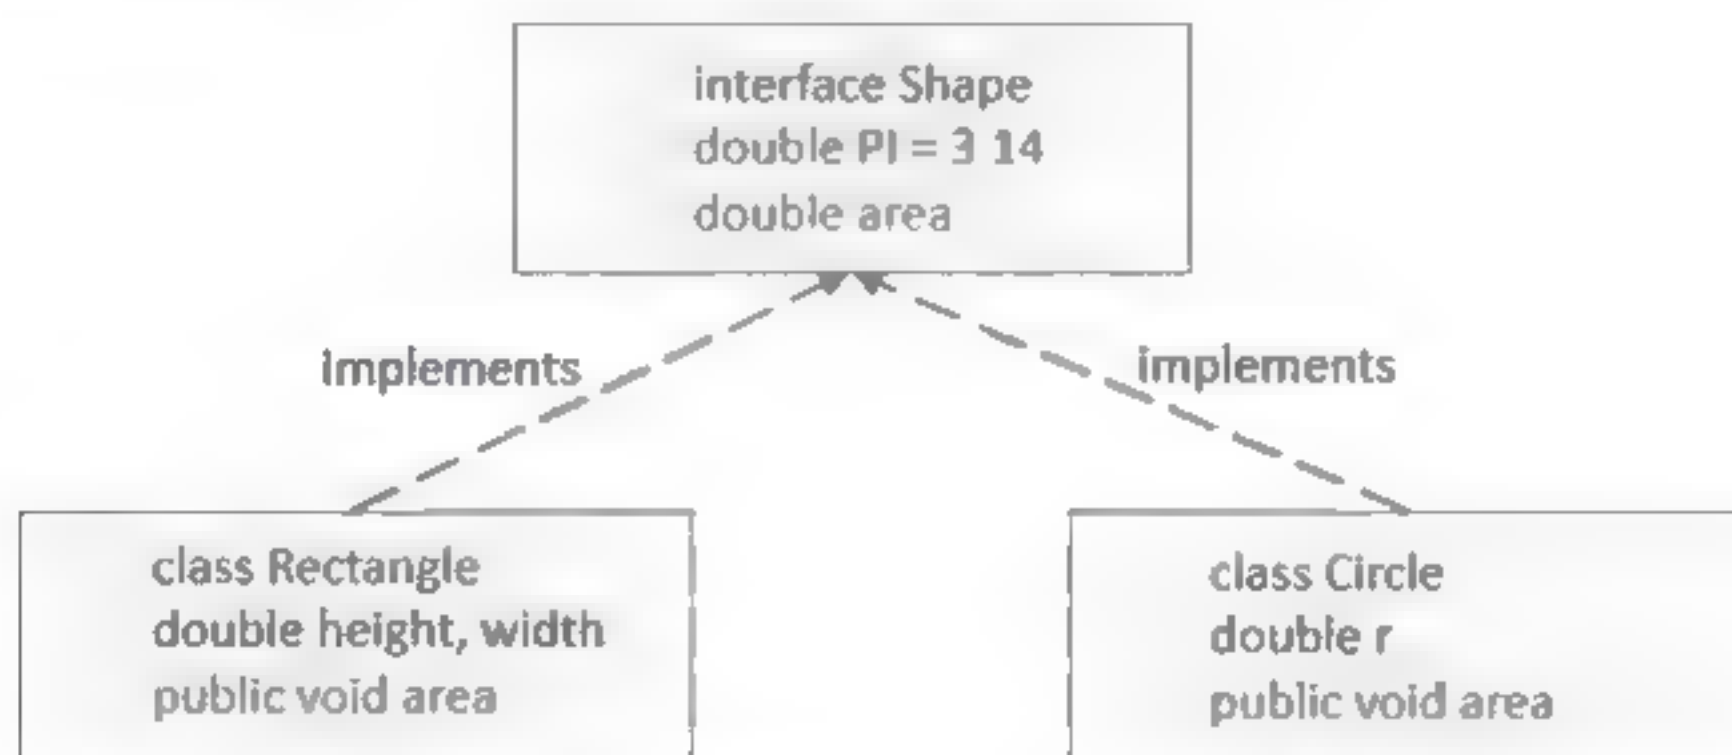 interface Shape
double PI = 3 14
double area
implements
implements
class Rectangle
double height, width
public void area
class Circle
double r
public void area